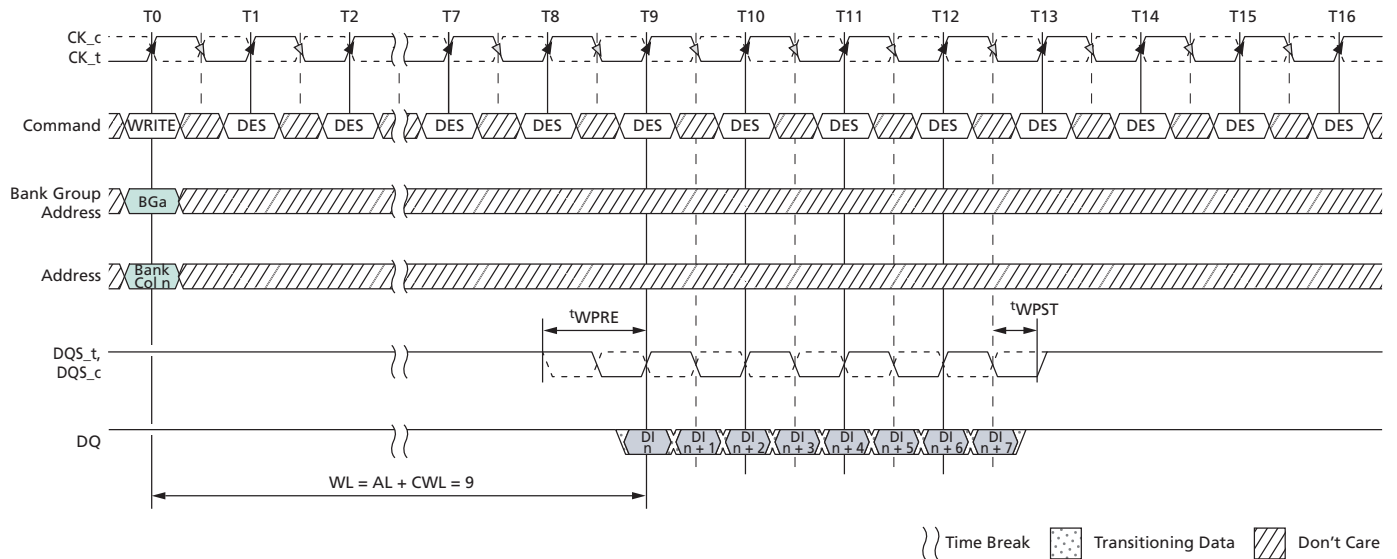 T0 T1 T2 T7 T8 T9 T10 T11 T12 T13 T14 T15 T16
CK_c
CK_t
Command WRITE DES DES DES DES DES DES DES DES DES DES DES DES
Bank Group
Address
BGa
Address
Bank
Col n
tWPRE
tWPST
DQS_t,
DQS_c
DQ
DI
n
DI
n + 1
DI
n + 2
DI
n + 3
DI
n + 4
DI
n + 5
DI
n + 6
DI
n + 7
WL = AL + CWL = 9
Time Break Transitioning Data Don't Care